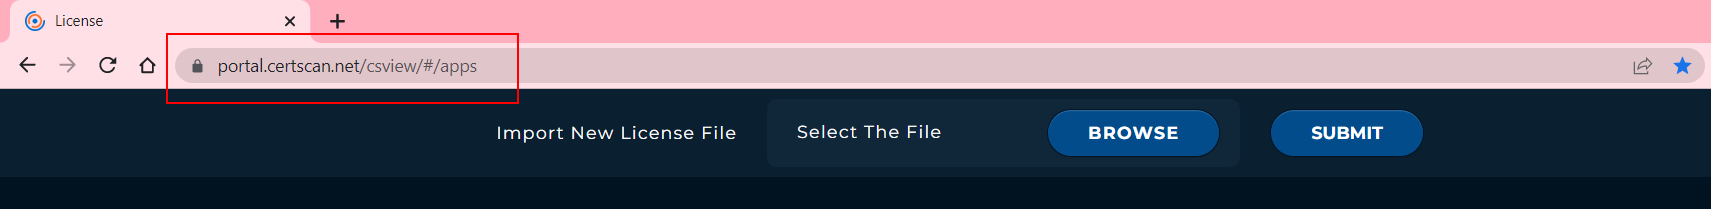 License
portal.certscan.net/csview/#/apps
Import New License File
Select The File
BROWSE
SUBMIT